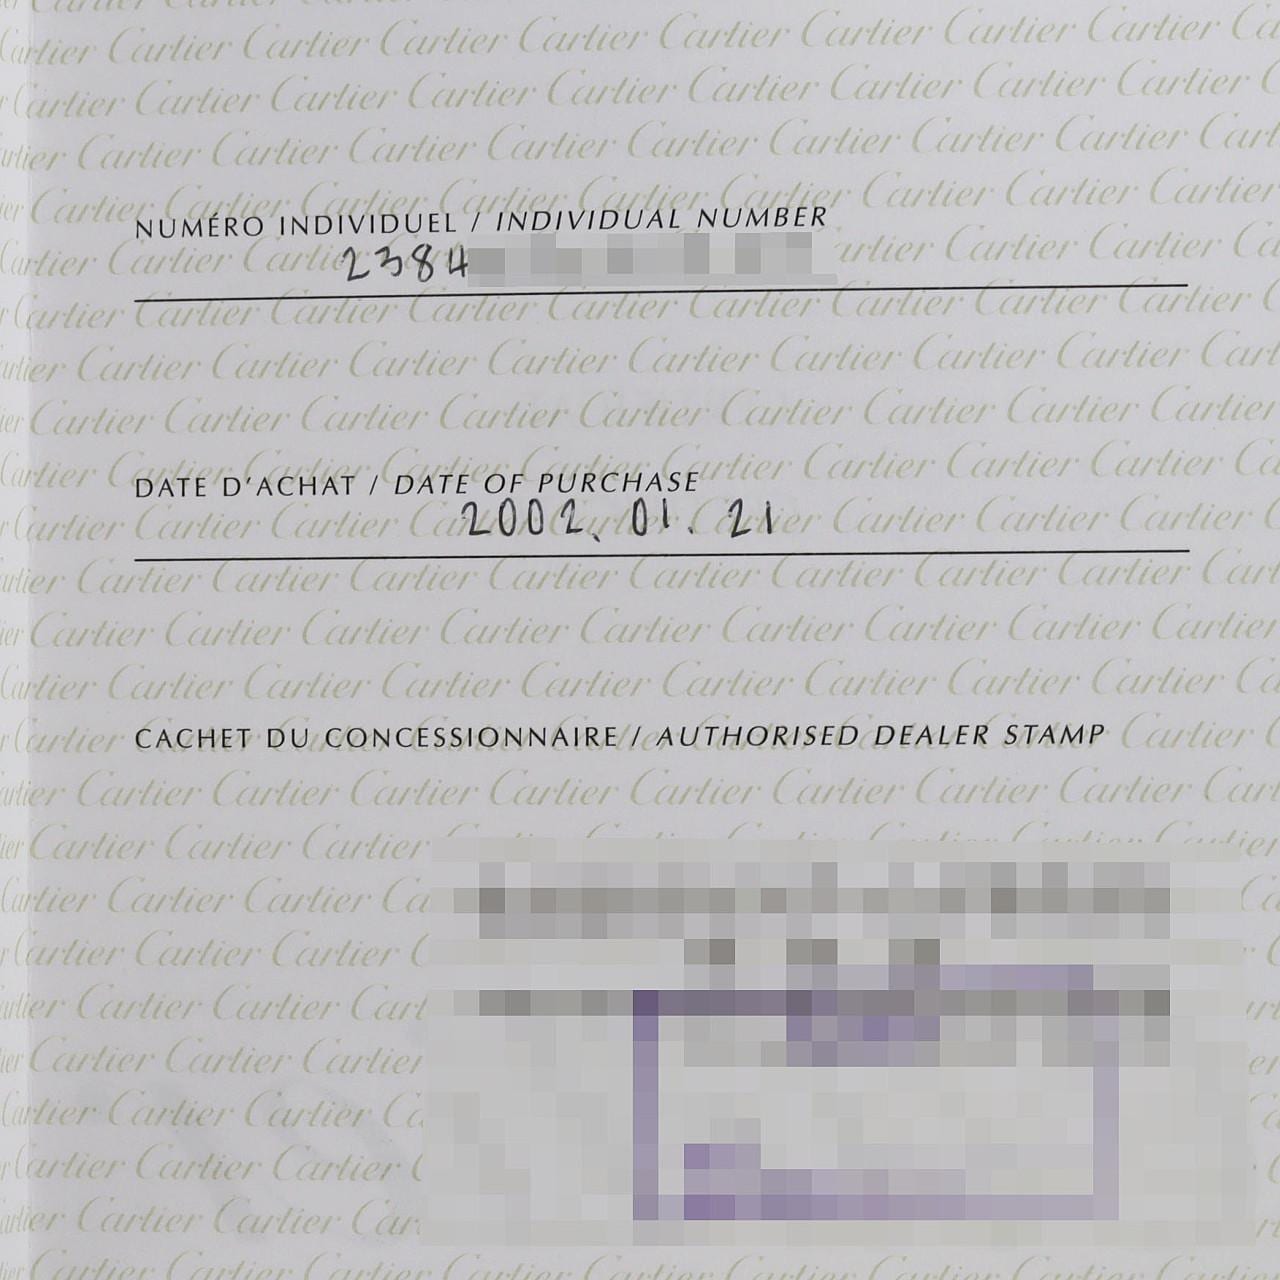 NUMÉRO INDIVIDUEL / INDIVIDUAL NUMBER
2384
DATE D'ACHAT / DATE OF PURCHASE
2002. 01. 21
CACHET DU CONCESSIONNAIRE / AUTHORISED DEALER STAMP
Cartier